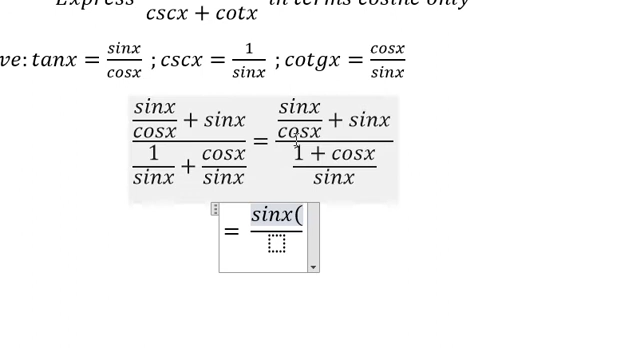 Express in terms cosine only
cscx + cotx
ve: tanx = sinx/cosx ; cscx = 1/sinx ; cotgx = cosx/sinx
(sinx/cosx + sinx)/(1/sinx + cosx/sinx) = (sinx/cosx + sinx)/((1 + cosx)/sinx)
= sinx(